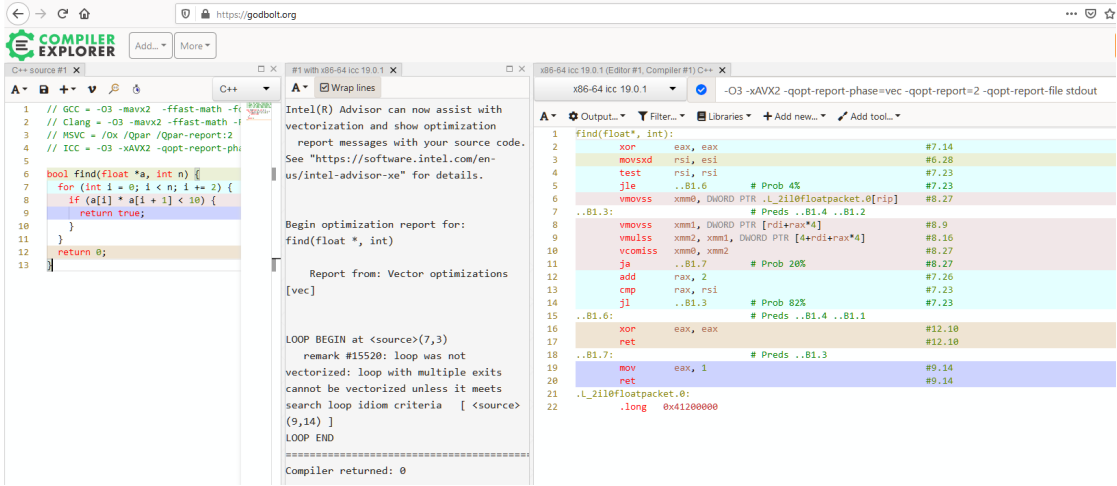 https://godbolt.org
COMPILER
EXPLORER
Add...
More
C++ source #1 X
A
C++
1 // GCC = -O3 -mavx2 -ffast-math
2 // Clang = -O3 -mavx2 -ffast-math
3 // MSVC = /Ox /Qpar /Qpar-report:2
4 // ICC = -O3 -xAVX2 -qopt-report-pha
5
6 bool find(float *a, int n) {
7 for (int i = 0; i < n; i += 2) {
8 if (a[i] * a[i + 1] < 10) {
9 return true;
10 }
11 }
12 return 0;
13 }
#1 with x86-64 icc 19.0.1 X
A Wrap lines
Intel(R) Advisor can now assist with
vectorization and show optimization
report messages with your source code.
See "https://software.intel.com/en-
us/intel-advisor-xe" for details.
Begin optimization report for:
find(float *, int)
Report from: Vector optimizations
[vec]
LOOP BEGIN at <source>(7,3)
remark #15520: loop was not
vectorized: loop with multiple exits
cannot be vectorized unless it meets
search loop idiom criteria [ <source>
(9,14) ]
LOOP END
===========================================
Compiler returned: 0
x86-64 icc 19.0.1 (Editor #1, Compiler #1) C++ X
x86-64 icc 19.0.1
-O3 -xAVX2 -qopt-report-phase=vec -qopt-report=2 -qopt-report-file stdout
A Output... Filter... Libraries + Add new... Add tool...
1 find(float*, int):
2 xor eax, eax #7.14
3 movsxd rsi, esi #6.28
4 test rsi, rsi #7.23
5 jle ..B1.6 # Prob 4% #7.23
6 vmovss xmm0, DWORD PTR .L_2il0floatpacket.0[rip] #8.27
7 ..B1.3: # Preds ..B1.4 ..B1.2
8 vmovss xmm1, DWORD PTR [rdi+rax*4] #8.9
9 vmulss xmm2, xmm1, DWORD PTR [4+rdi+rax*4] #8.16
10 vcomiss xmm0, xmm2 #8.27
11 ja ..B1.7 # Prob 20% #8.27
12 add rax, 2 #7.26
13 cmp rax, rsi #7.23
14 jl ..B1.3 # Prob 82% #7.23
15 ..B1.6: # Preds ..B1.4 ..B1.1
16 xor eax, eax #12.10
17 ret #12.10
18 ..B1.7: # Preds ..B1.3
19 mov eax, 1 #9.14
20 ret #9.14
21 .L_2il0floatpacket.0:
22 .long 0x41200000